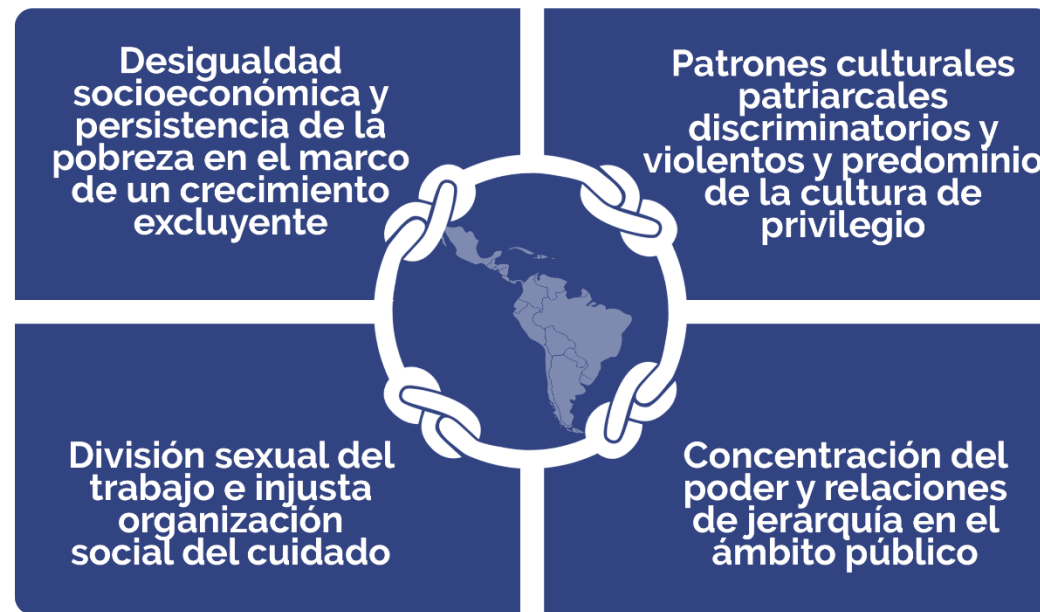 Desigualdad
socioeconómica y
persistencia de la
pobreza en el marco
de un crecimiento
excluyente
Patrones culturales
patriarcales
discriminatorios y
violentos y predominio
de la cultura de
privilegio
División sexual del
trabajo e injusta
organización
social del cuidado
Concentración del
poder y relaciones
de jerarquía en el
ámbito público